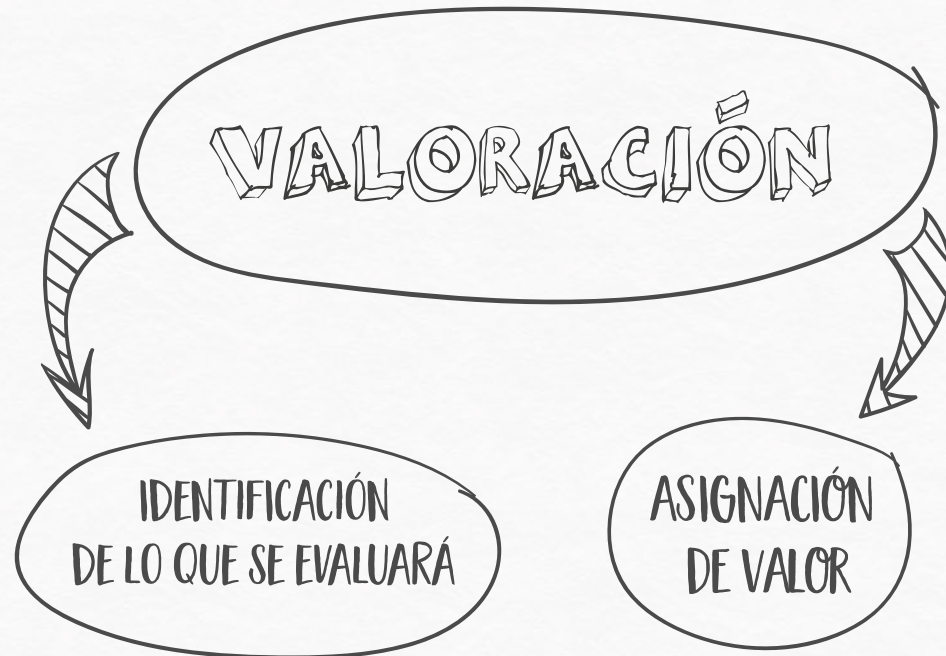 VALORACIÓN
IDENTIFICACIÓN
DE LO QUE SE EVALUARÁ
ASIGNACIÓN
DE VALOR